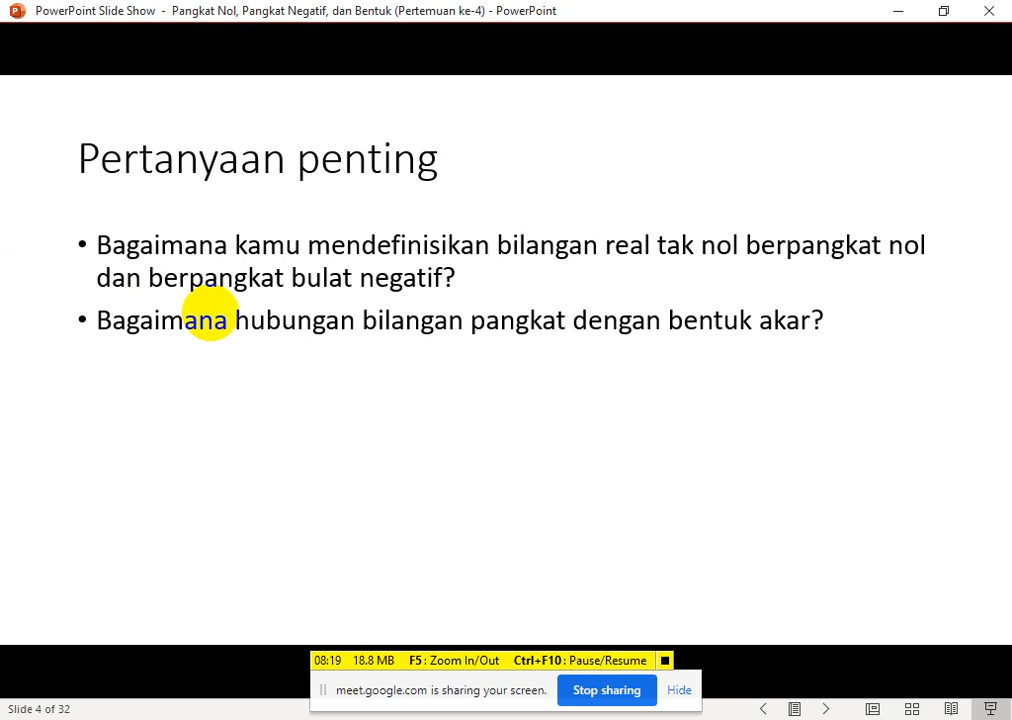 PowerPoint Slide Show - Pangkat Nol, Pangkat Negatif, dan Bentuk (Pertemuan ke-4) - PowerPoint
Pertanyaan penting
• Bagaimana kamu mendefinisikan bilangan real tak nol berpangkat nol
dan berpangkat bulat negatif?
• Bagaimana hubungan bilangan pangkat dengan bentuk akar?
08:19 18.8 MB F5 : Zoom In/Out Ctrl+F10 : Pause/Resume
meet.google.com is sharing your screen. Stop sharing Hide
Slide 4 of 32